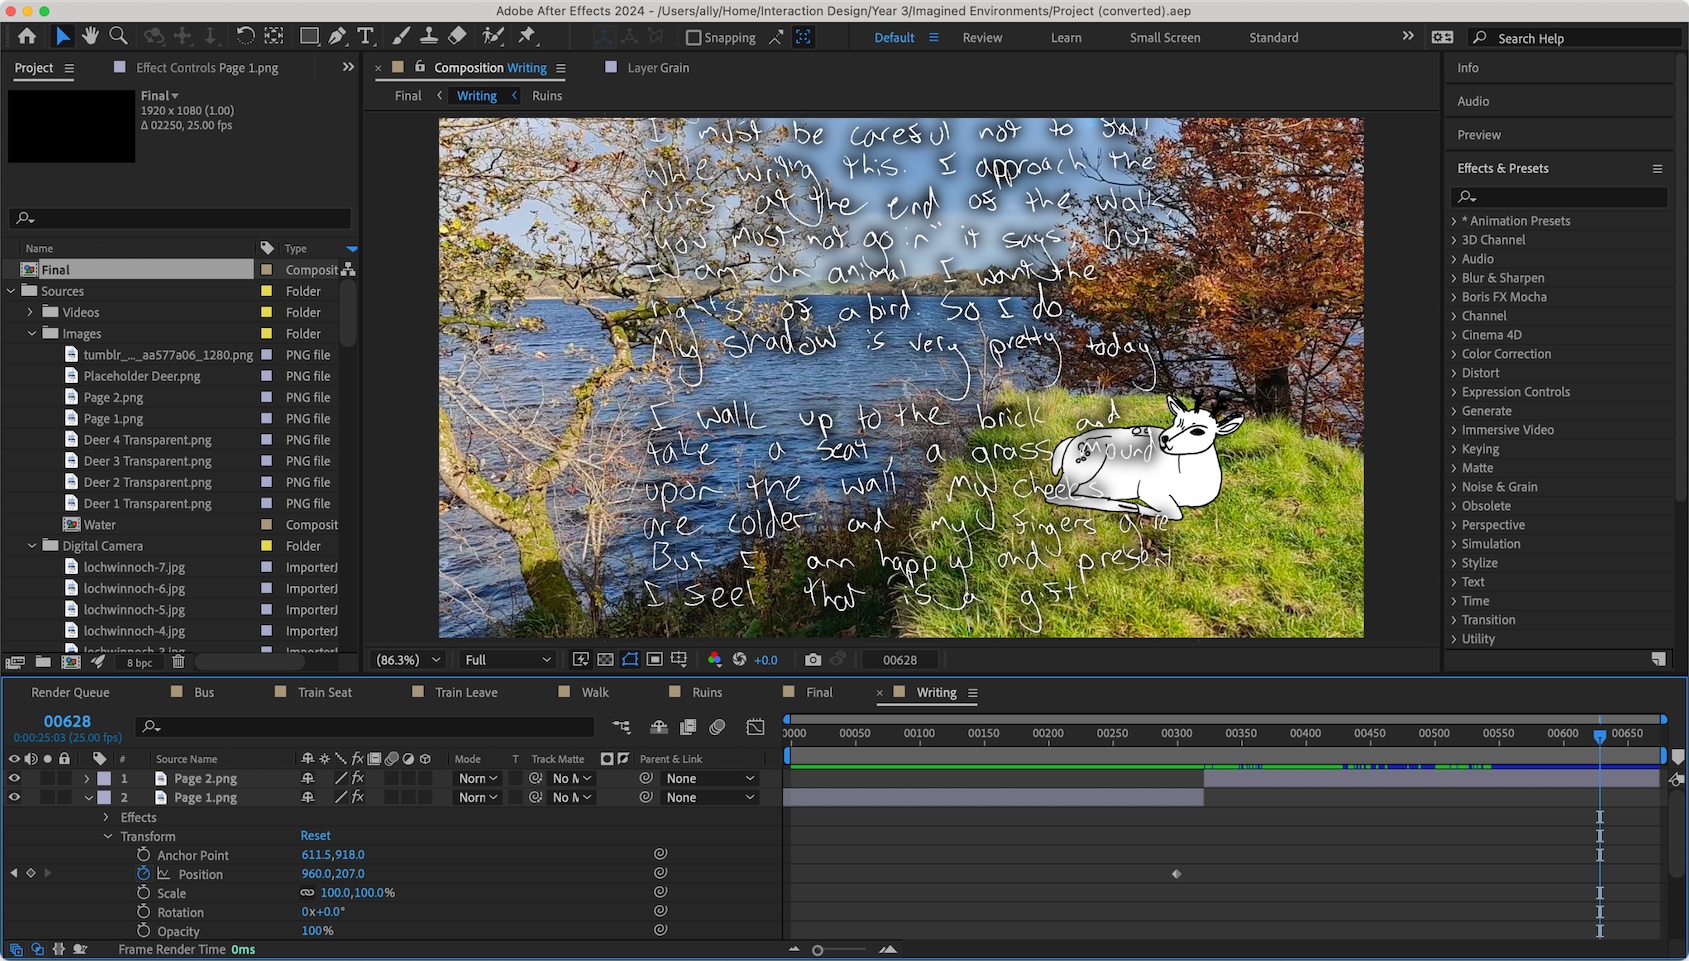 Adobe After Effects 2024 - /Users/ally/Home/Interaction Design/Year 3/Imagined Environments/Project (converted).aep
Snapping
Default
Review
Learn
Small Screen
Standard
Search Help
Project
Effect Controls Page 1.png
Composition Writing
Layer Grain
Final
Writing
Ruins
Final
1920 x 1080 (1.00)
Δ 02250, 25.00 fps
Name
Type
Final
Composit
Sources
Folder
Videos
Folder
Images
Folder
tumblr_..._aa577a06_1280.png
PNG file
Placeholder Deer.png
PNG file
Page 2.png
PNG file
Page 1.png
PNG file
Deer 4 Transparent.png
PNG file
Deer 3 Transparent.png
PNG file
Deer 2 Transparent.png
PNG file
Deer 1 Transparent.png
PNG file
Water
Composit
Digital Camera
Folder
lochwinnoch-7.jpg
ImporterJ
lochwinnoch-6.jpg
ImporterJ
lochwinnoch-5.jpg
ImporterJ
lochwinnoch-4.jpg
ImporterJ
8 bpc
I must be careful not to fall
while writing this. I approach the
ruins at the end of the walk,
"you must not go in" it says, but
I am an animal, I want the
rights of a bird. So I do
My shadow is very pretty today
I walk up to the brick and
take a seat, a grass mound
upon the wall. My cheeks
are colder and my fingers are
But I am happy and present
I feel that is a gift
(86.3%)
Full
+0.0
00628
Info
Audio
Preview
Effects & Presets
* Animation Presets
3D Channel
Audio
Blur & Sharpen
Boris FX Mocha
Channel
Cinema 4D
Color Correction
Distort
Expression Controls
Generate
Immersive Video
Keying
Matte
Noise & Grain
Obsolete
Perspective
Simulation
Stylize
Text
Time
Transition
Utility
Render Queue
Bus
Train Seat
Train Leave
Walk
Ruins
Final
Writing
00628
0:00:25:03 (25.00 fps)
0000 00050 00100 00150 00200 00250 00300 00350 00400 00450 00500 00550 00600 00650
# Source Name
fx
Mode
T
Track Matte
Parent & Link
1 Page 2.png fx Norn No M None
2 Page 1.png fx Norn No M None
Effects
Transform Reset
Anchor Point 611.5,918.0
Position 960.0,207.0
Scale 100.0,100.0%
Rotation 0x+0.0°
Opacity 100%
Frame Render Time 0ms